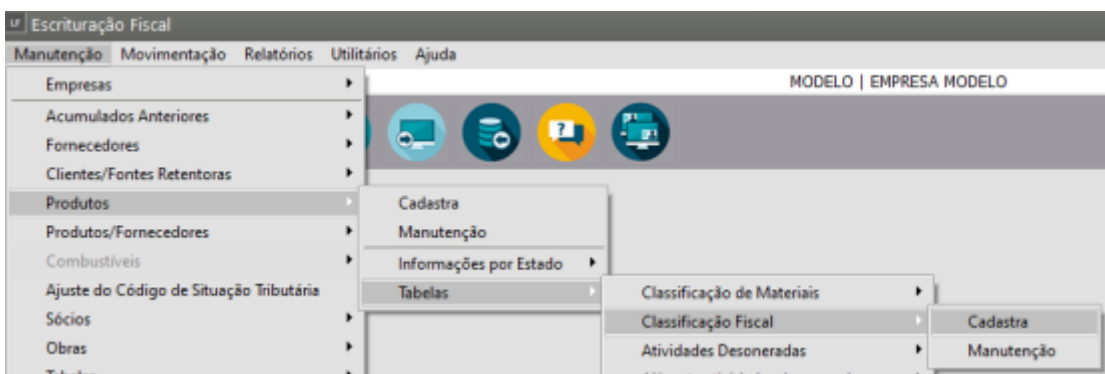 LF Escrituração Fiscal
Manutenção Movimentação Relatórios Utilitários Ajuda
Empresas
MODELO | EMPRESA MODELO
Acumulados Anteriores
Fornecedores
Clientes/Fontes Retentoras
Produtos
Cadastra
Produtos/Fornecedores
Manutenção
Combustíveis
Informações por Estado
Ajuste do Código de Situação Tributária
Tabelas
Classificação de Materiais
Sócios
Classificação Fiscal
Cadastra
Obras
Atividades Desoneradas
Manutenção
Tabelas